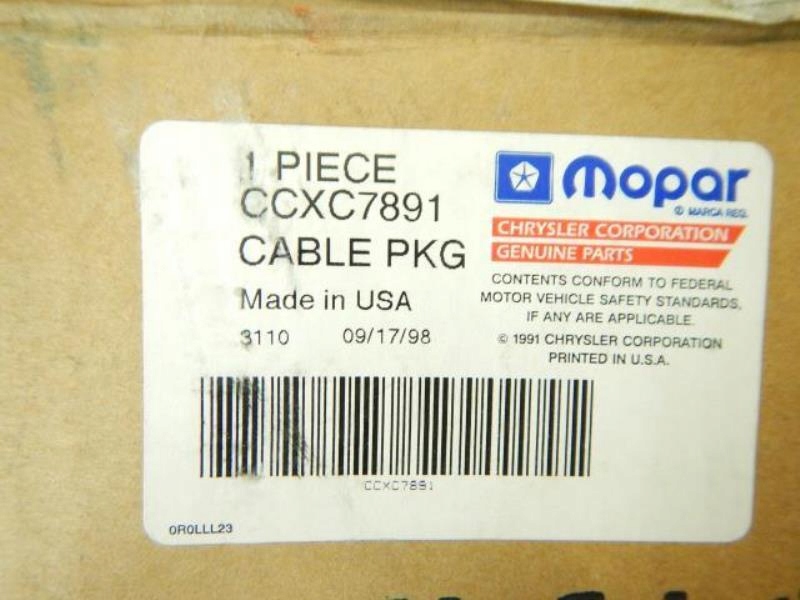 1 PIECE
CCXC7891
CABLE PKG
Made in USA
3110 09/17/98
mopar
© MARCA REG.
CHRYSLER CORPORATION
GENUINE PARTS
CONTENTS CONFORM TO FEDERAL
MOTOR VEHICLE SAFETY STANDARDS,
IF ANY ARE APPLICABLE.
© 1991 CHRYSLER CORPORATION
PRINTED IN U.S.A.
CCXC7891
0R0LLL23